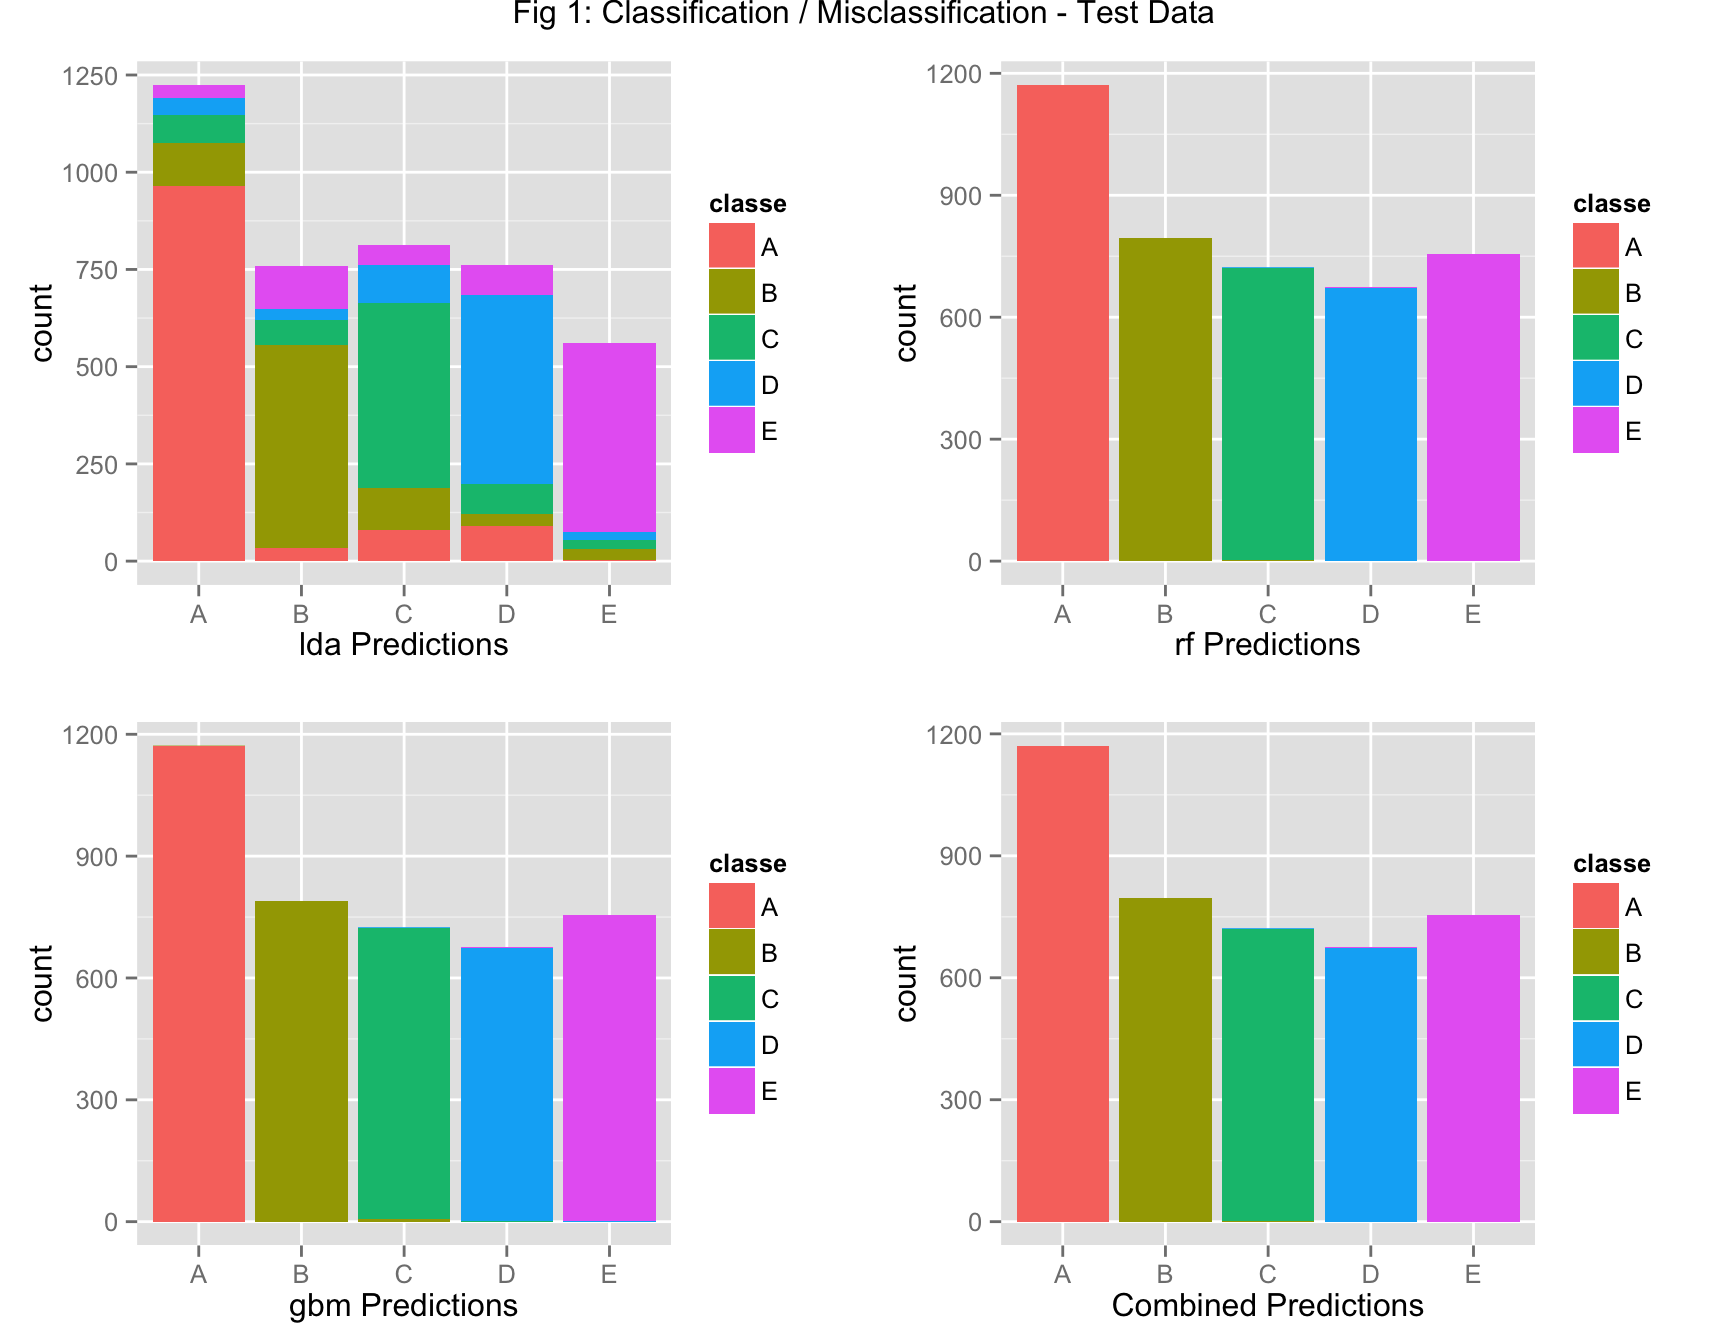 Fig 1: Classification / Misclassification - Test Data
1250
1000
750
500
250
0
count
A B C D E
lda Predictions
classe
A
B
C
D
E
1200
900
600
300
0
count
A B C D E
rf Predictions
classe
A
B
C
D
E
1200
900
600
300
0
count
A B C D E
gbm Predictions
classe
A
B
C
D
E
1200
900
600
300
0
count
A B C D E
Combined Predictions
classe
A
B
C
D
E